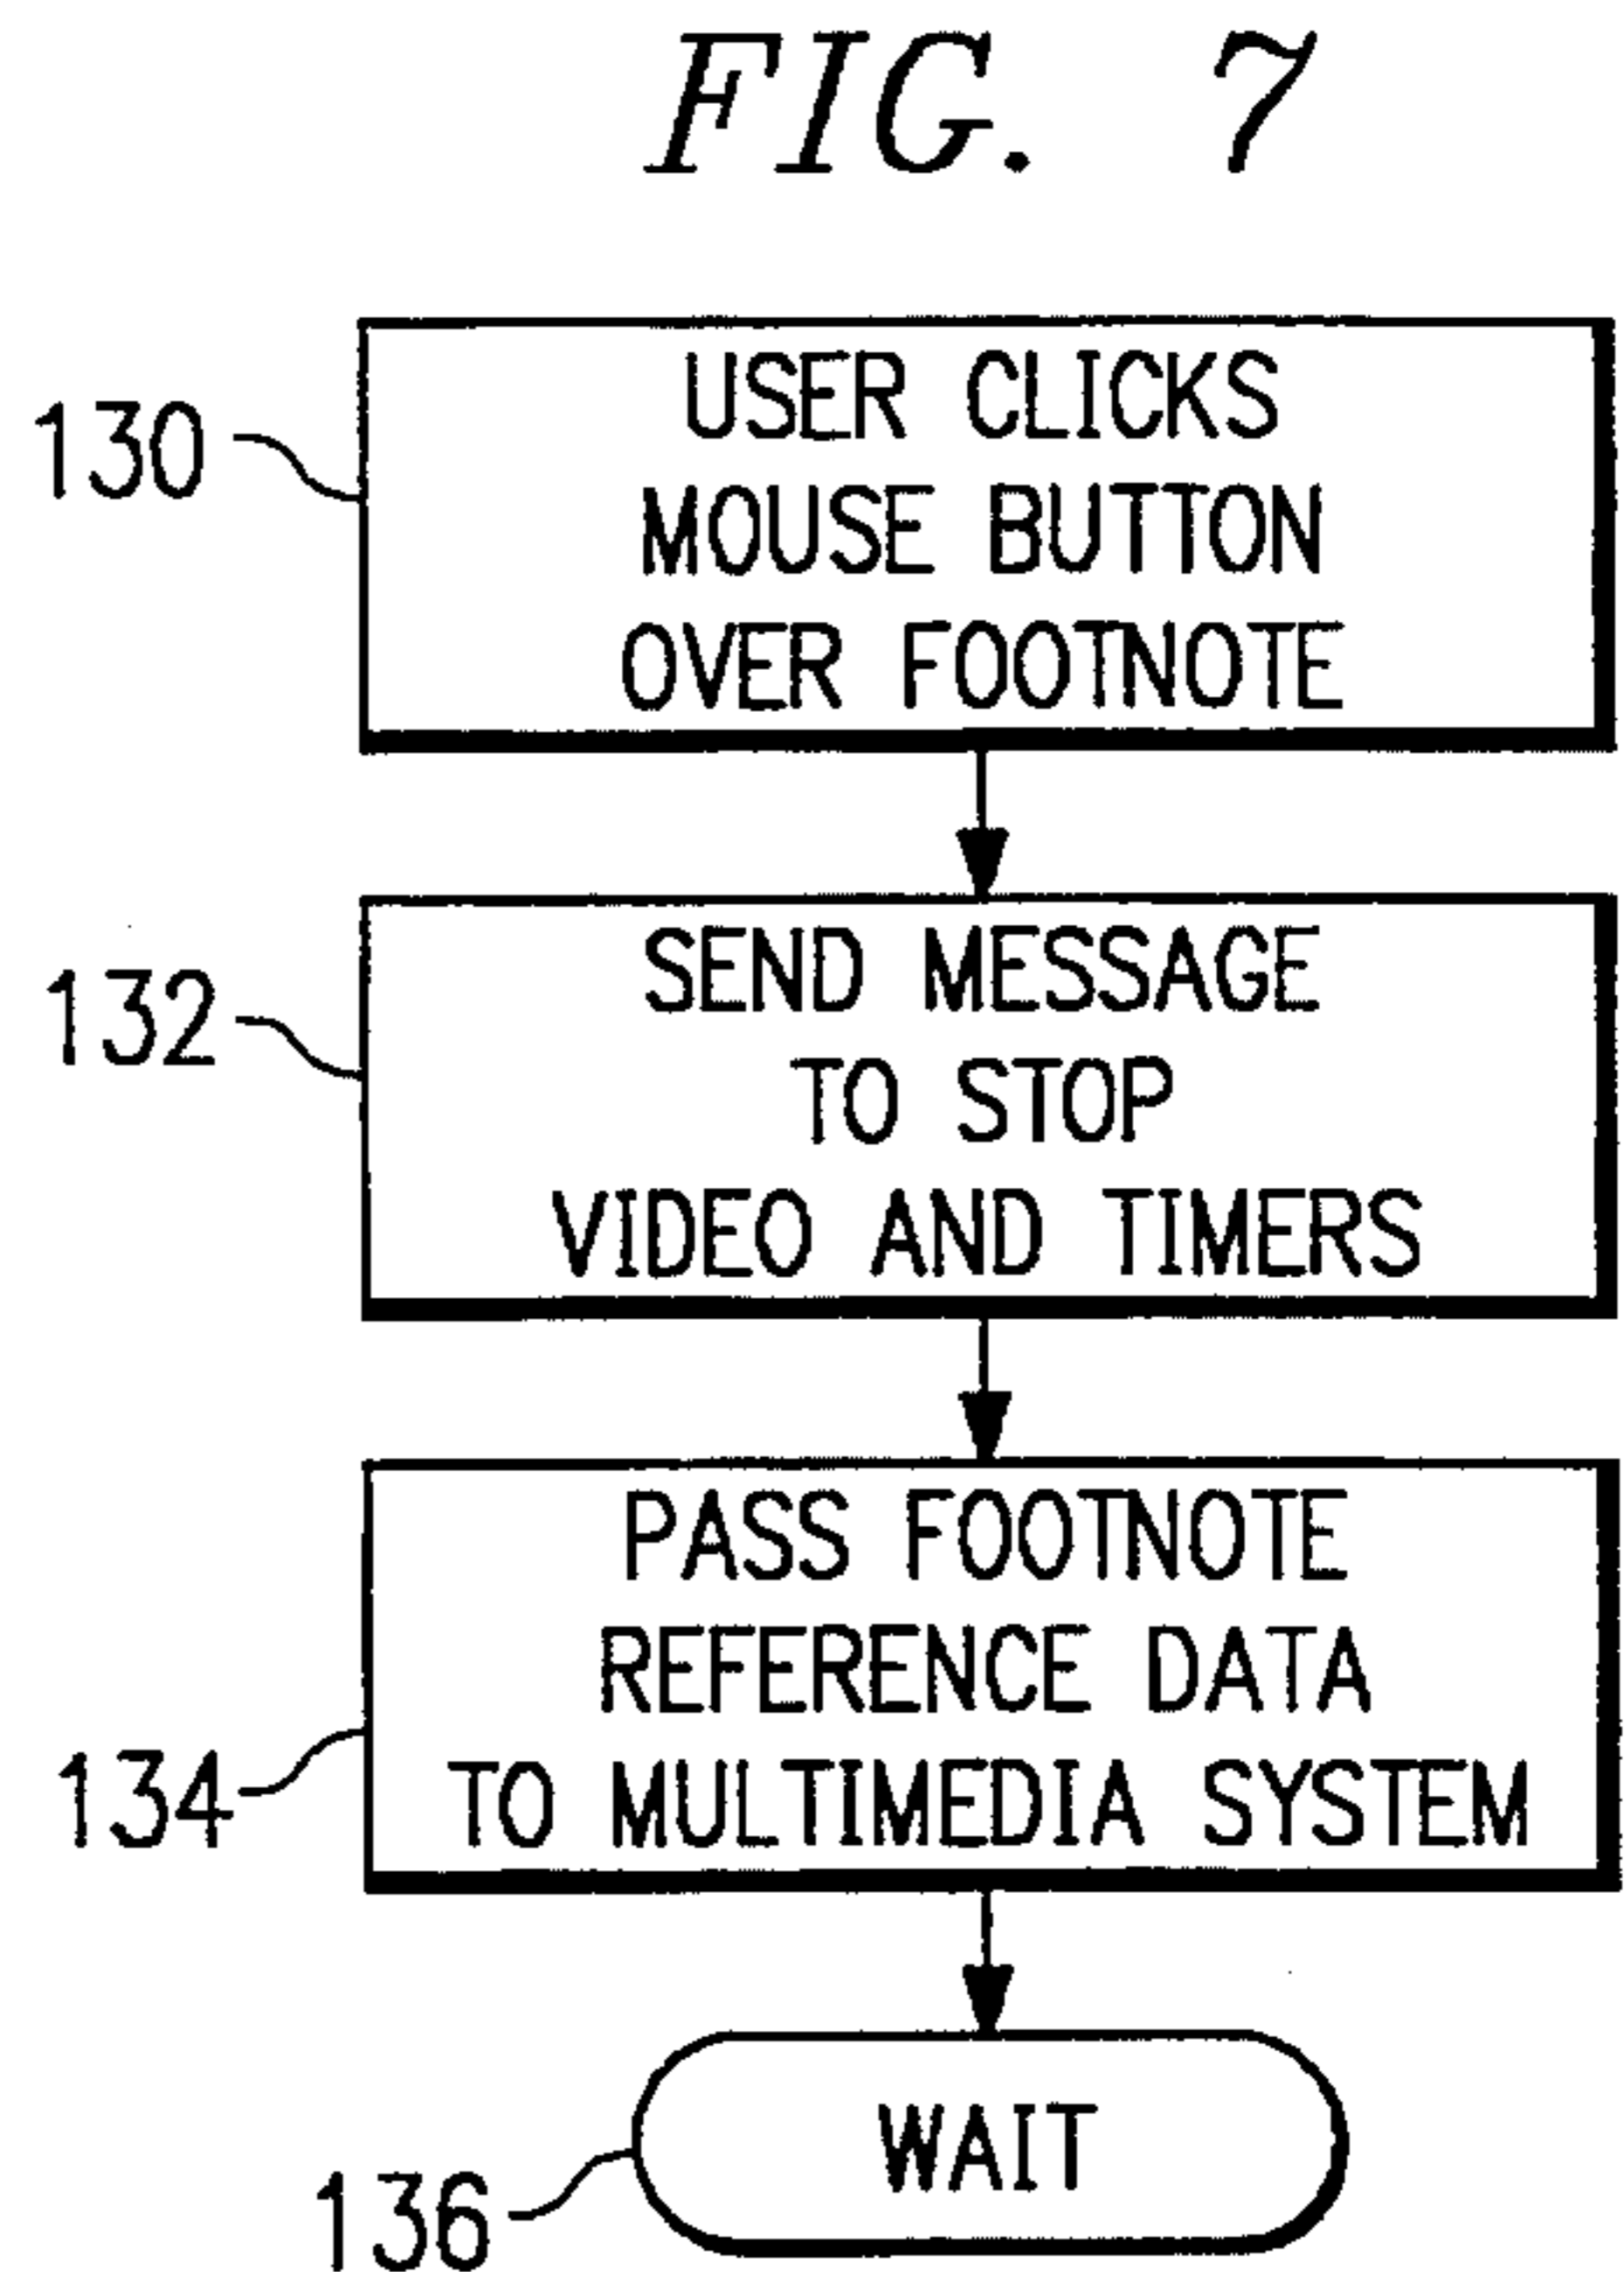 FIG. 7
130
USER CLICKS
MOUSE BUTTON
OVER FOOTNOTE
132
SEND MESSAGE
TO STOP
VIDEO AND TIMERS
134
PASS FOOTNOTE
REFERENCE DATA
TO MULTIMEDIA SYSTEM
136
WAIT